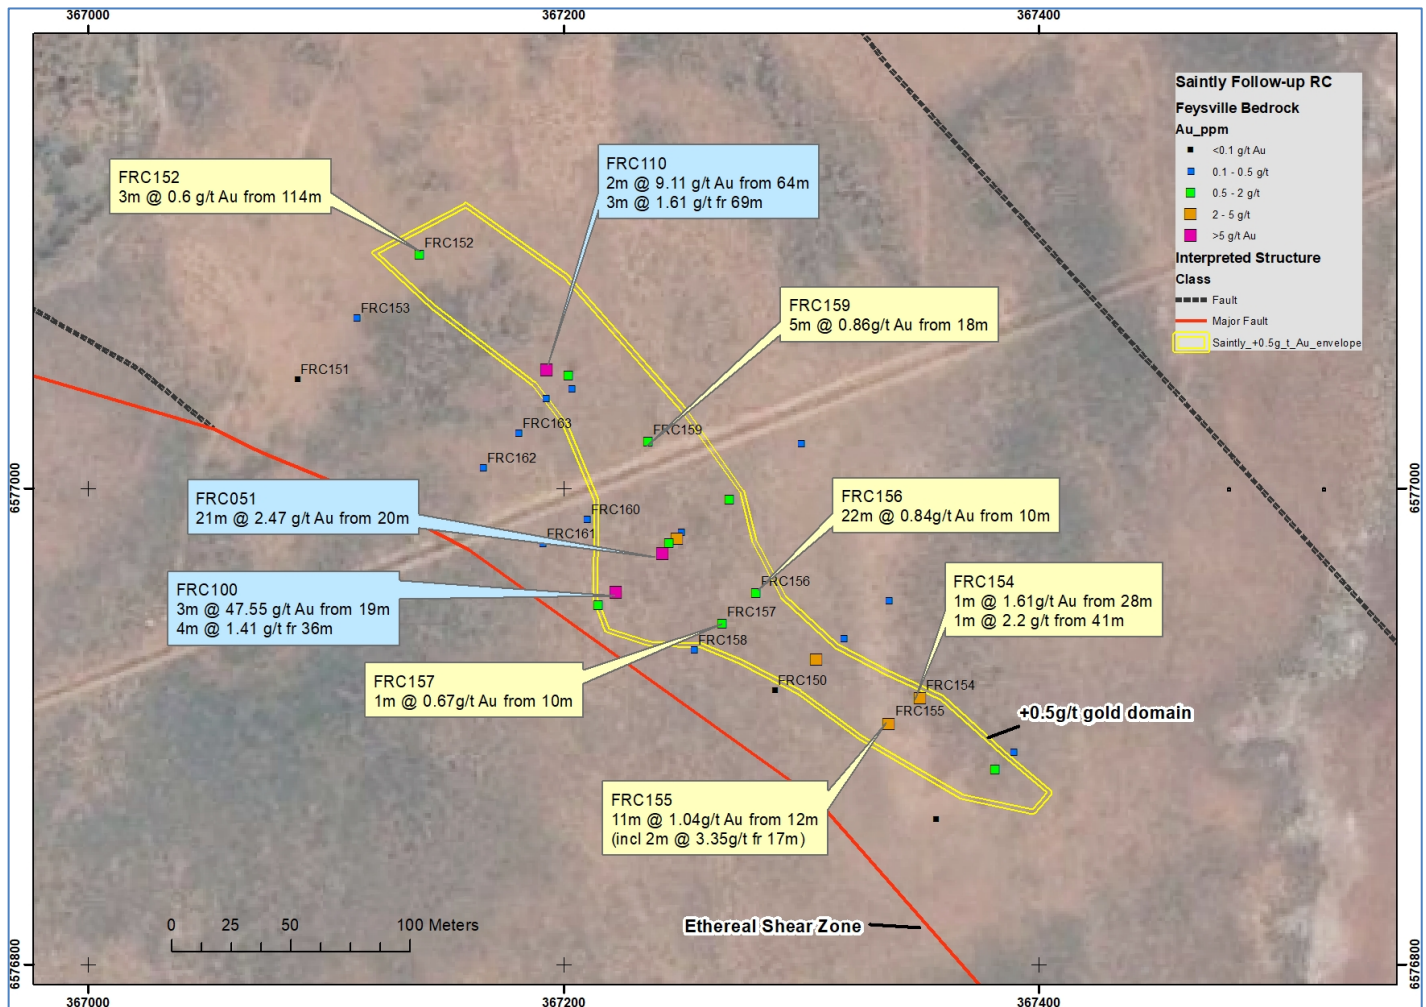 367000
367200
367400
Saintly Follow-up RC
Feysville Bedrock
Au_ppm
<0.1 g/t Au
0.1 - 0.5 g/t
0.5 - 2 g/t
2 - 5 g/t
>5 g/t Au
Interpreted Structure
Class
Fault
Major Fault
Saintly_+0.5g_t_Au_envelope
FRC110
2m @ 9.11 g/t Au from 64m
3m @ 1.61 g/t fr 69m
FRC152
3m @ 0.6 g/t Au from 114m
FRC152
FRC153
FRC159
5m @ 0.86g/t Au from 18m
FRC151
FRC163
FRC159
FRC162
6577000
6577000
FRC051
21m @ 2.47 g/t Au from 20m
FRC160
FRC161
FRC156
22m @ 0.84g/t Au from 10m
FRC100
3m @ 47.55 g/t Au from 19m
4m @ 1.41 g/t fr 36m
FRC156
FRC154
1m @ 1.61g/t Au from 28m
1m @ 2.2 g/t from 41m
FRC157
FRC158
FRC157
1m @ 0.67g/t Au from 10m
FRC150
FRC154
FRC155
+0.5g/t gold domain
FRC155
11m @ 1.04g/t Au from 12m
(incl 2m @ 3.35g/t fr 17m)
Ethereal Shear Zone
0 25 50 100 Meters
6576800
6576800
367000
367200
367400